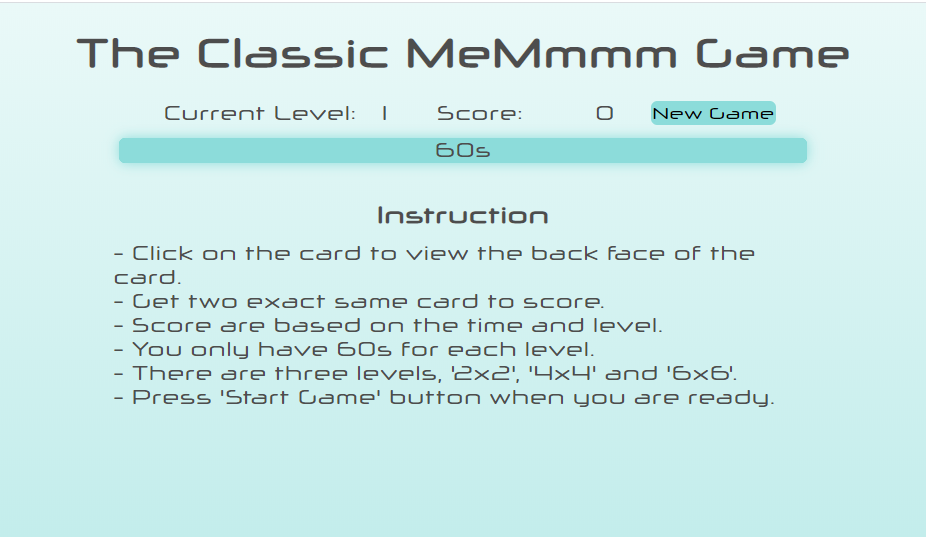 The Classic MeMmmm Game
Current Level: 1 Score: 0 New Game
60s
Instruction
- Click on the card to view the back face of the
card.
- Get two exact same card to score.
- Score are based on the time and level.
- You only have 60s for each level.
- There are three levels, '2x2', '4x4' and '6x6'.
- Press 'Start Game' button when you are ready.